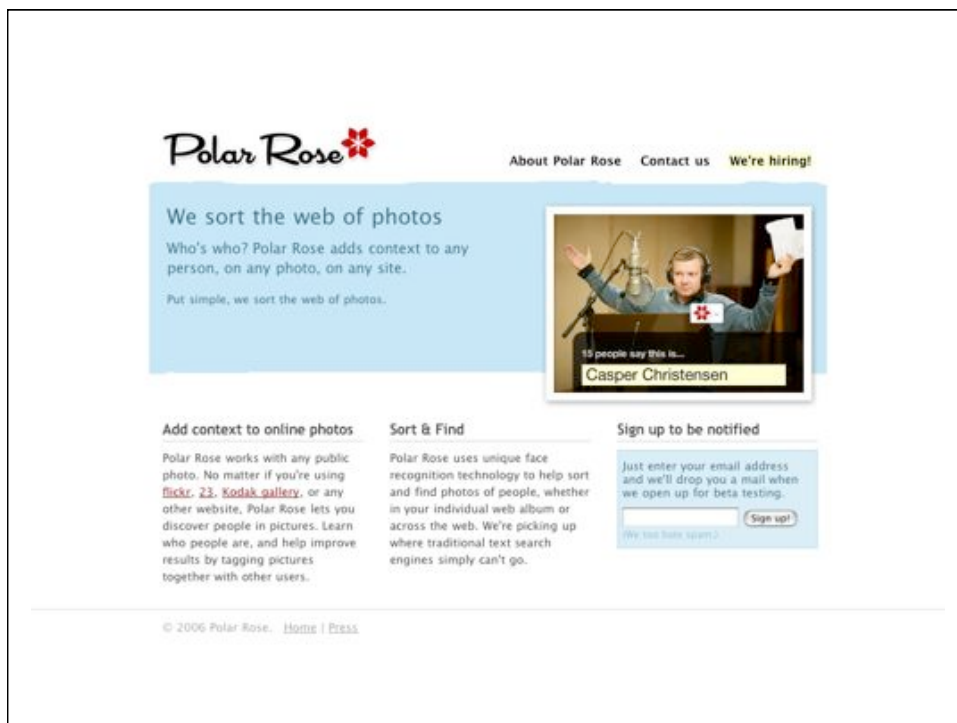 Polar Rose
About Polar Rose Contact us We're hiring!
We sort the web of photos
Who's who? Polar Rose adds context to any
person, on any photo, on any site.
Put simple, we sort the web of photos.
15 people say this is...
Casper Christensen
Add context to online photos
Polar Rose works with any public
photo. No matter if you're using
flickr, 23, Kodak gallery, or any
other website, Polar Rose lets you
discover people in pictures. Learn
who people are, and help improve
results by tagging pictures
together with other users.
Sort & Find
Polar Rose uses unique face
recognition technology to help sort
and find photos of people, whether
in your individual web album or
across the web. We're picking up
where traditional text search
engines simply can't go.
Sign up to be notified
Just enter your email address
and we'll drop you a mail when
we open up for beta testing.
Sign up!
(We too hate spam.)
© 2006 Polar Rose. Home | Press